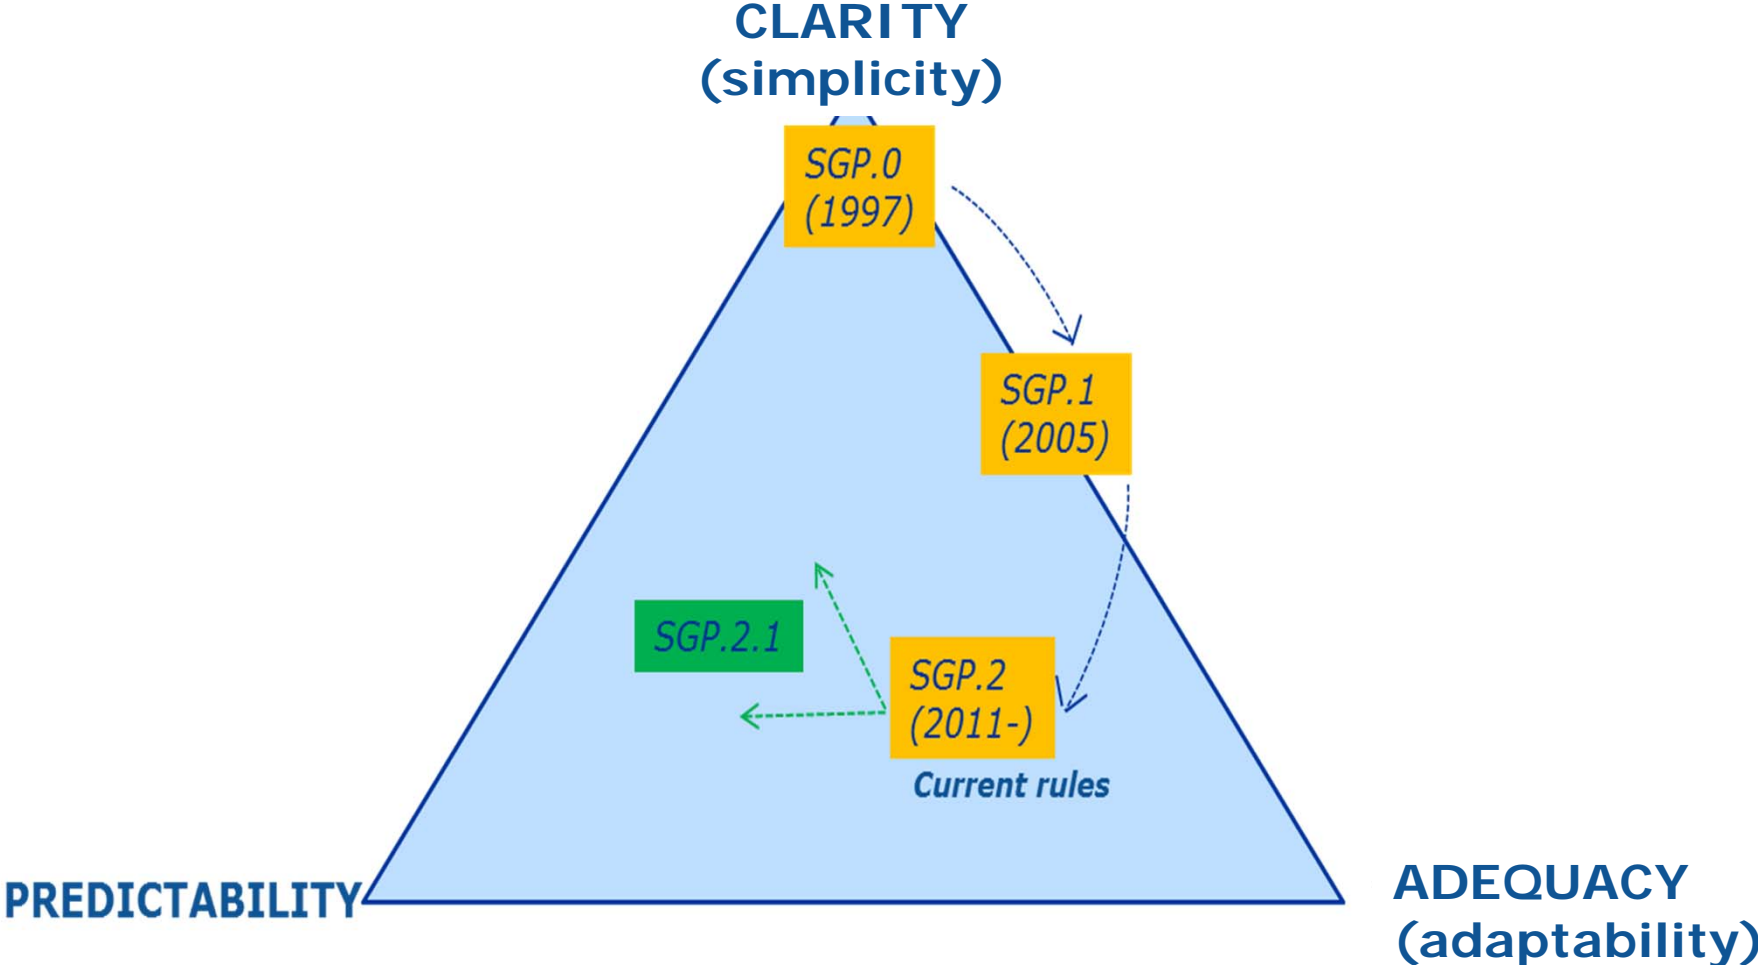 CLARITY
(simplicity)
SGP.0
(1997)
SGP.1
(2005)
SGP.2.1
SGP.2
(2011-)
Current rules
PREDICTABILITY
ADEQUACY
(adaptability)